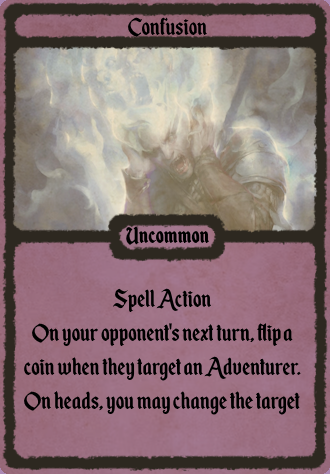 Confusion
Uncommon
Spell Action
On your opponent's next turn, flip a
coin when they target an Adventurer.
On heads, you may change the target